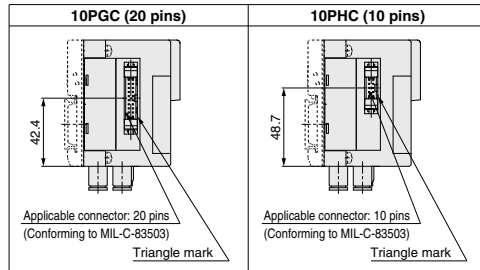 10PGC (20 pins)
42.4
Applicable connector: 20 pins
(Conforming to MIL-C-83503)
Triangle mark
10PHC (10 pins)
48.7
Applicable connector: 10 pins
(Conforming to MIL-C-83503)
Triangle mark